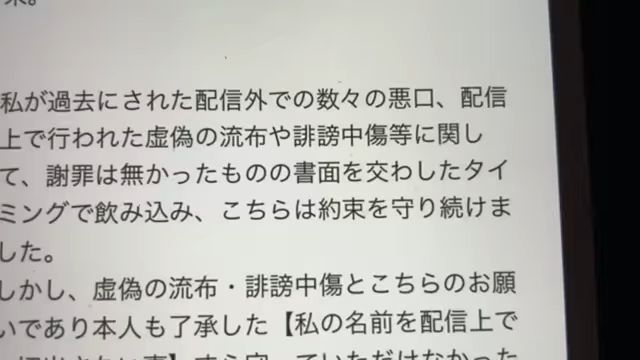 私が過去にされた配信外での数々の悪口、配信
上で行われた虚偽の流布や誹謗中傷等に関し
て、謝罪は無かったものの書面を交わしたタイ
ミングで飲み込み、こちらは約束を守り続けま
した。
しかし、虚偽の流布・誹謗中傷とこちらのお願
いであり本人も了承した【私の名前を配信上で